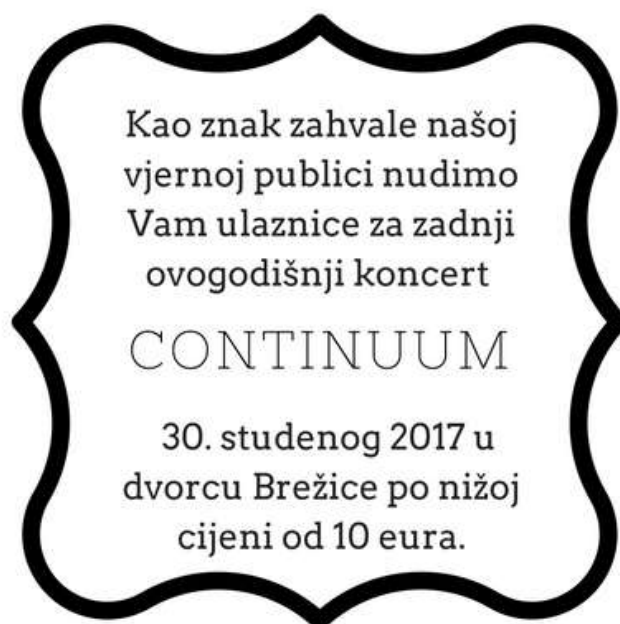 Kao znak zahvale našoj
vjernoj publici nudimo
Vam ulaznice za zadnji
ovogodišnji koncert
CONTINUUM
30. studenog 2017 u
dvorcu Brežice po nižoj
cijeni od 10 eura.